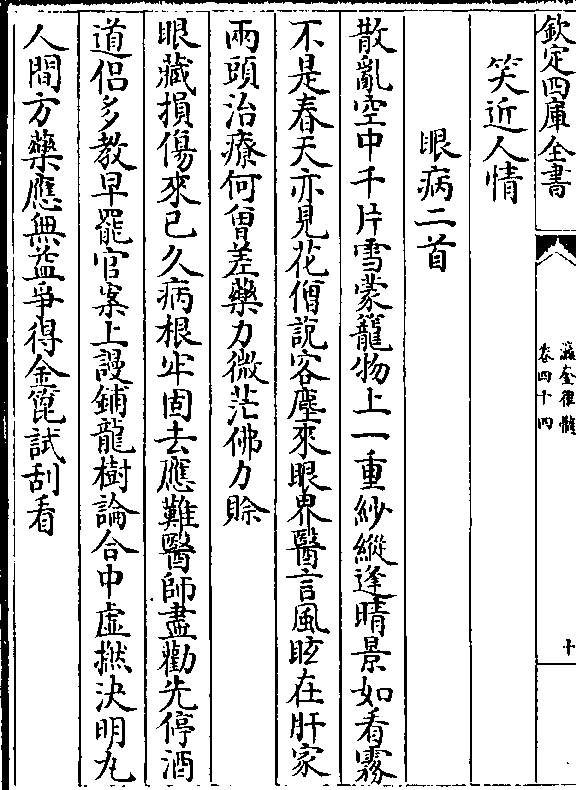 欽定四庫全書
瀛奎律髓
卷四十四
十
笑近人情
眼病二首
散亂空中千片雪蒙籠物上一重紗縱逢晴景如看霧
不是春天亦見花僧說客塵來眼界醫言風眩在肝家
兩頭治療何曾差藥力微茫佛力賖
眼藏損傷來已久病根牢固去應難醫師盡勸先停酒
道侶多教早罷官案上謾鋪龍樹論合中虛撚決明丸
人間方藥應無益爭得金篦試刮看